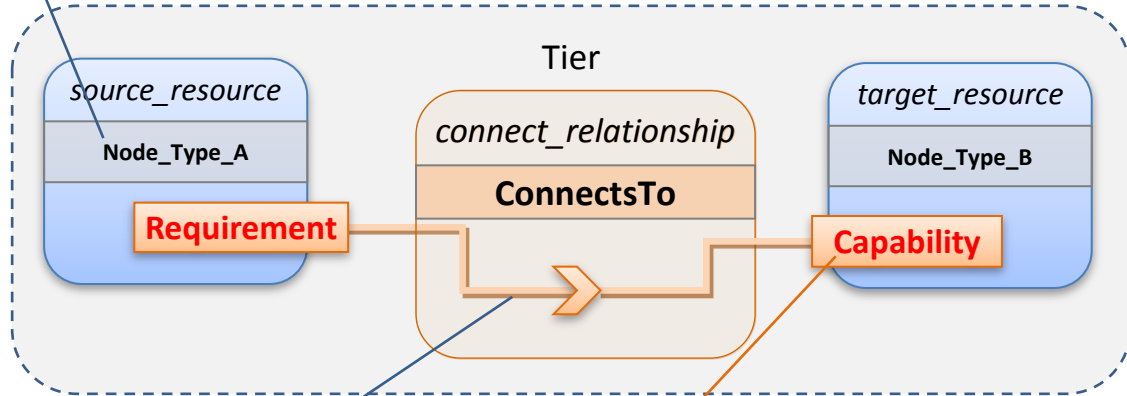 Tier
source_resource
Node_Type_A
Requirement
connect_relationship
ConnectsTo
target_resource
Node_Type_B
Capability